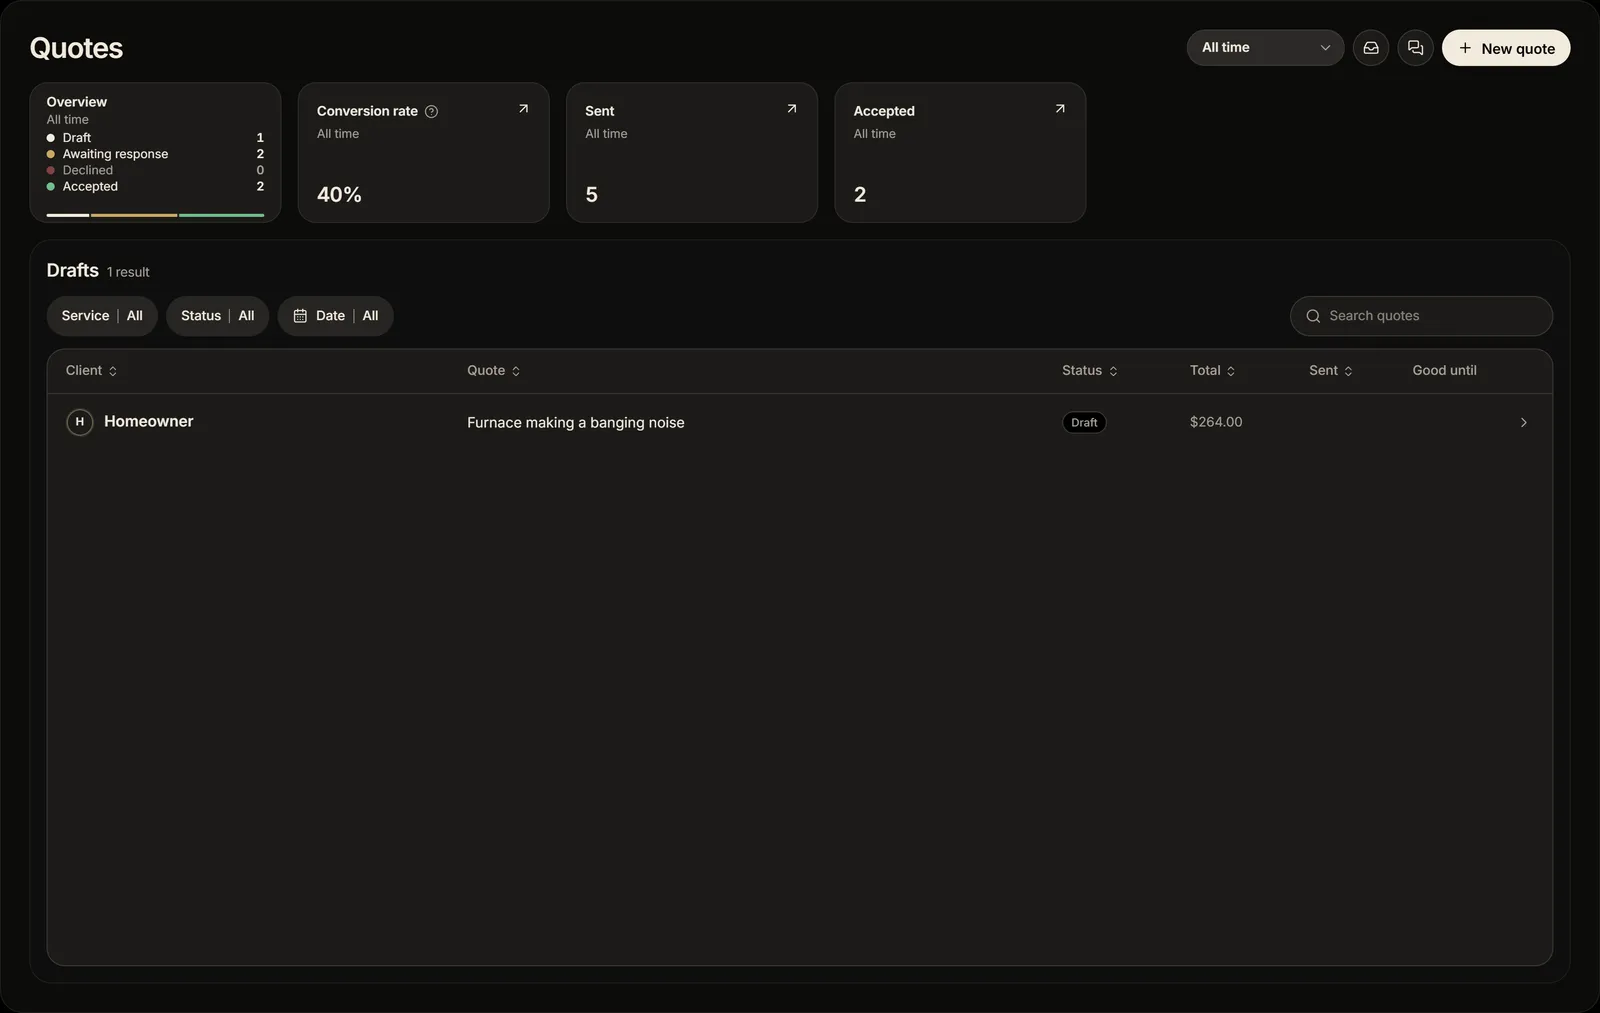 Quotes
All time
New quote
Overview
All time
Draft 1
Awaiting response 2
Declined 0
Accepted 2
Conversion rate ?
All time
40%
Sent
All time
5
Accepted
All time
2
Drafts 1 result
Service | All
Status | All
Date | All
Search quotes
Client Quote Status Total Sent Good until
H Homeowner Furnace making a banging noise Draft $264.00